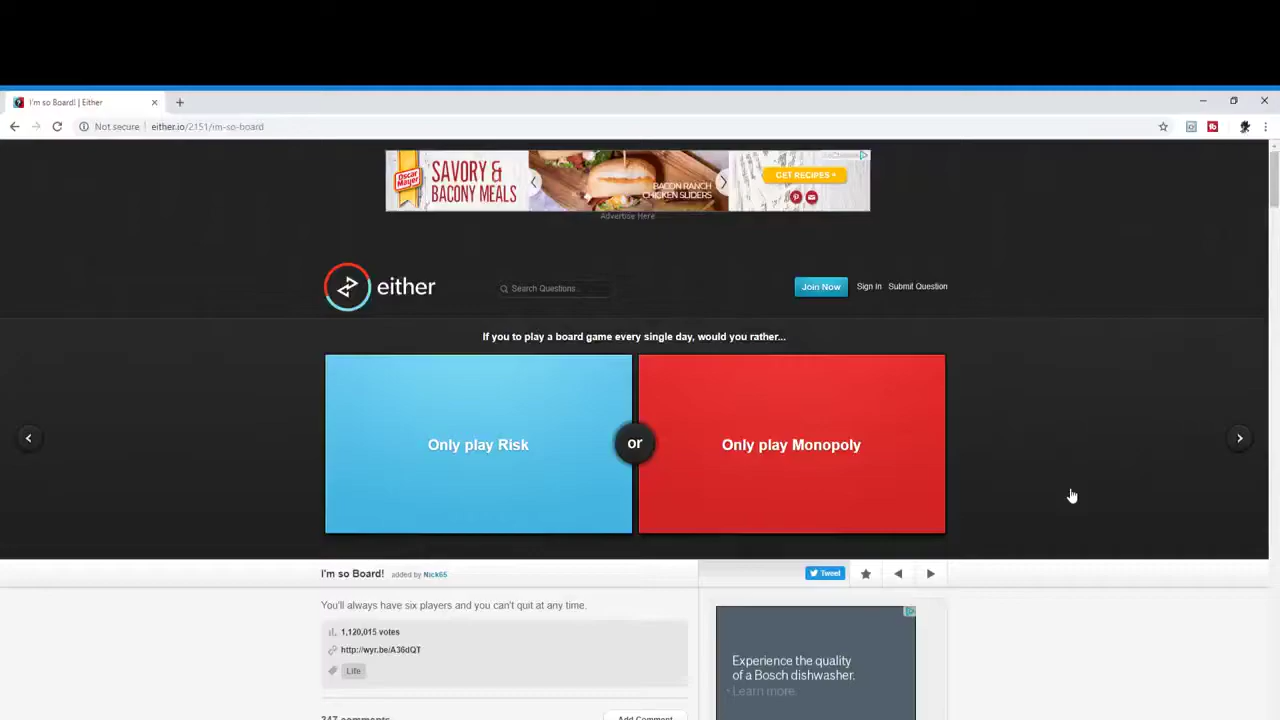 I'm so Board! | Either
Not secure
either.io/2151/im-so-board
Oscar Mayer
SAVORY &
BACONY MEALS
BACON RANCH
CHICKEN SLIDERS
GET RECIPES
Advertise Here
either
Search Questions...
Join Now
Sign In
Submit Question
If you to play a board game every single day, would you rather...
Only play Risk
or
Only play Monopoly
I'm so Board!
added by Nick65
Tweet
You'll always have six players and you can't quit at any time.
1,120,015 votes
http://wyr.be/A36dQT
Life
Experience the quality
of a Bosch dishwasher.
Learn more.
347 comments
Add Comment